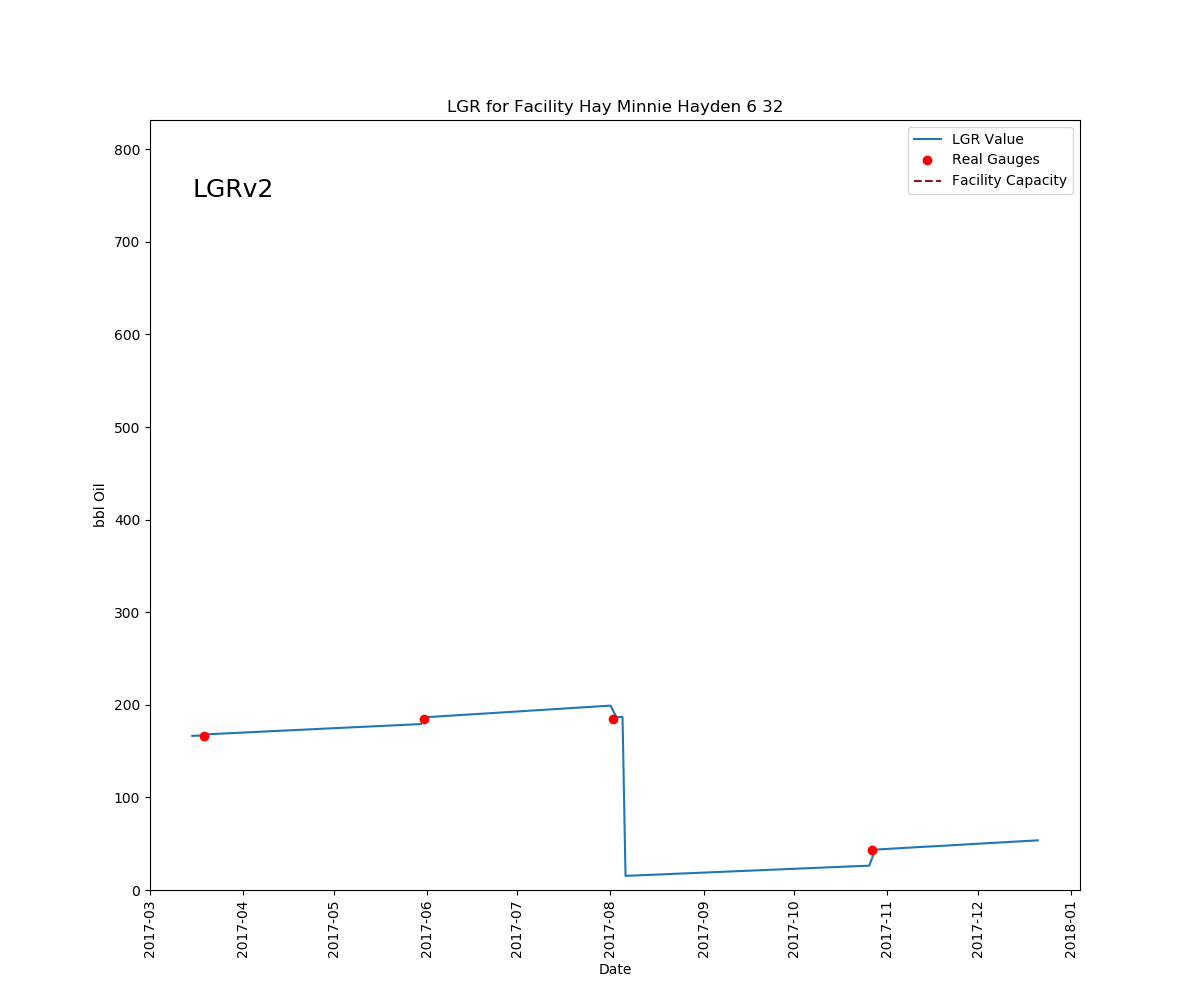 LGR for Facility Hay Minnie Hayden 6 32
LGRv2
LGR Value
Real Gauges
Facility Capacity
bbl Oil
800
700
600
500
400
300
200
100
0
2017-03
2017-04
2017-05
2017-06
2017-07
2017-08
2017-09
2017-10
2017-11
2017-12
2018-01
Date